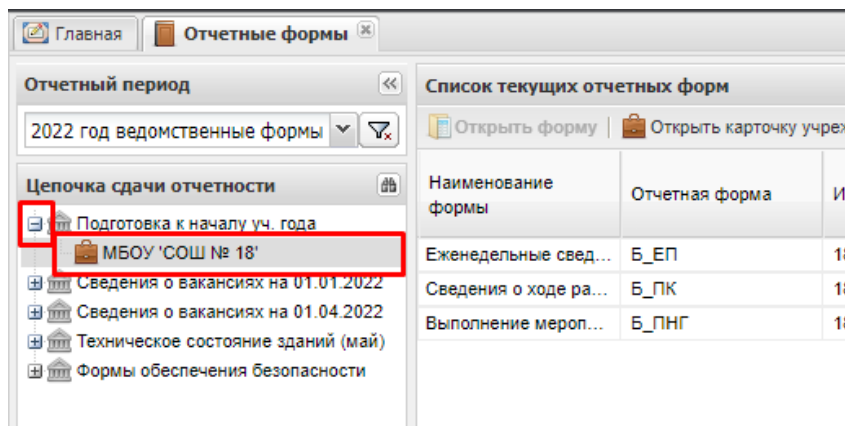 Главная
Отчетные формы
Отчетный период
2022 год ведомственные формы
Цепочка сдачи отчетности
Подготовка к началу уч. года
МБОУ 'СОШ № 18'
Сведения о вакансиях на 01.01.2022
Сведения о вакансиях на 01.04.2022
Техническое состояние зданий (май)
Формы обеспечения безопасности
Список текущих отчетных форм
Открыть форму
Открыть карточку
Наименование
формы
Отчетная форма
Еженедельные свед... Б_ЕП
Сведения о ходе ра... Б_ПК
Выполнение мероп... Б_ПНГ